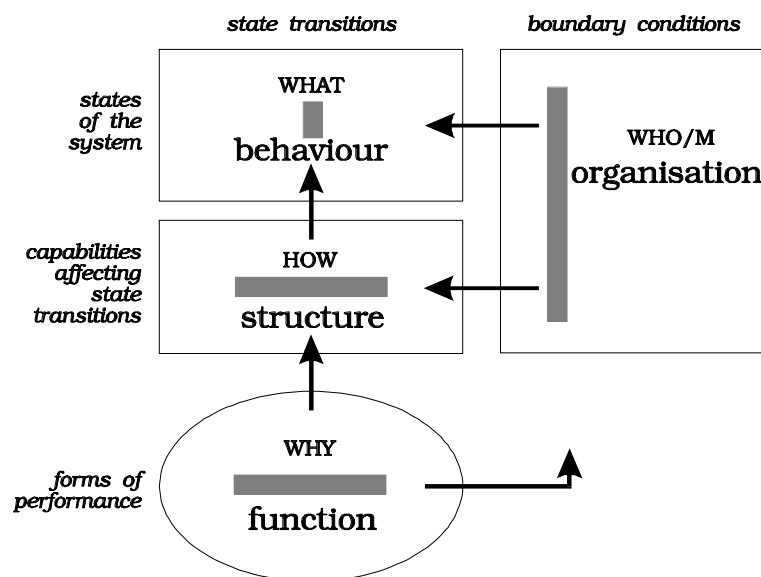 state transitions
boundary conditions
states
of the
system
WHAT
behaviour
WHO/M
organisation
capabilities
affecting
state
transitions
HOW
structure
forms of
performance
WHY
function